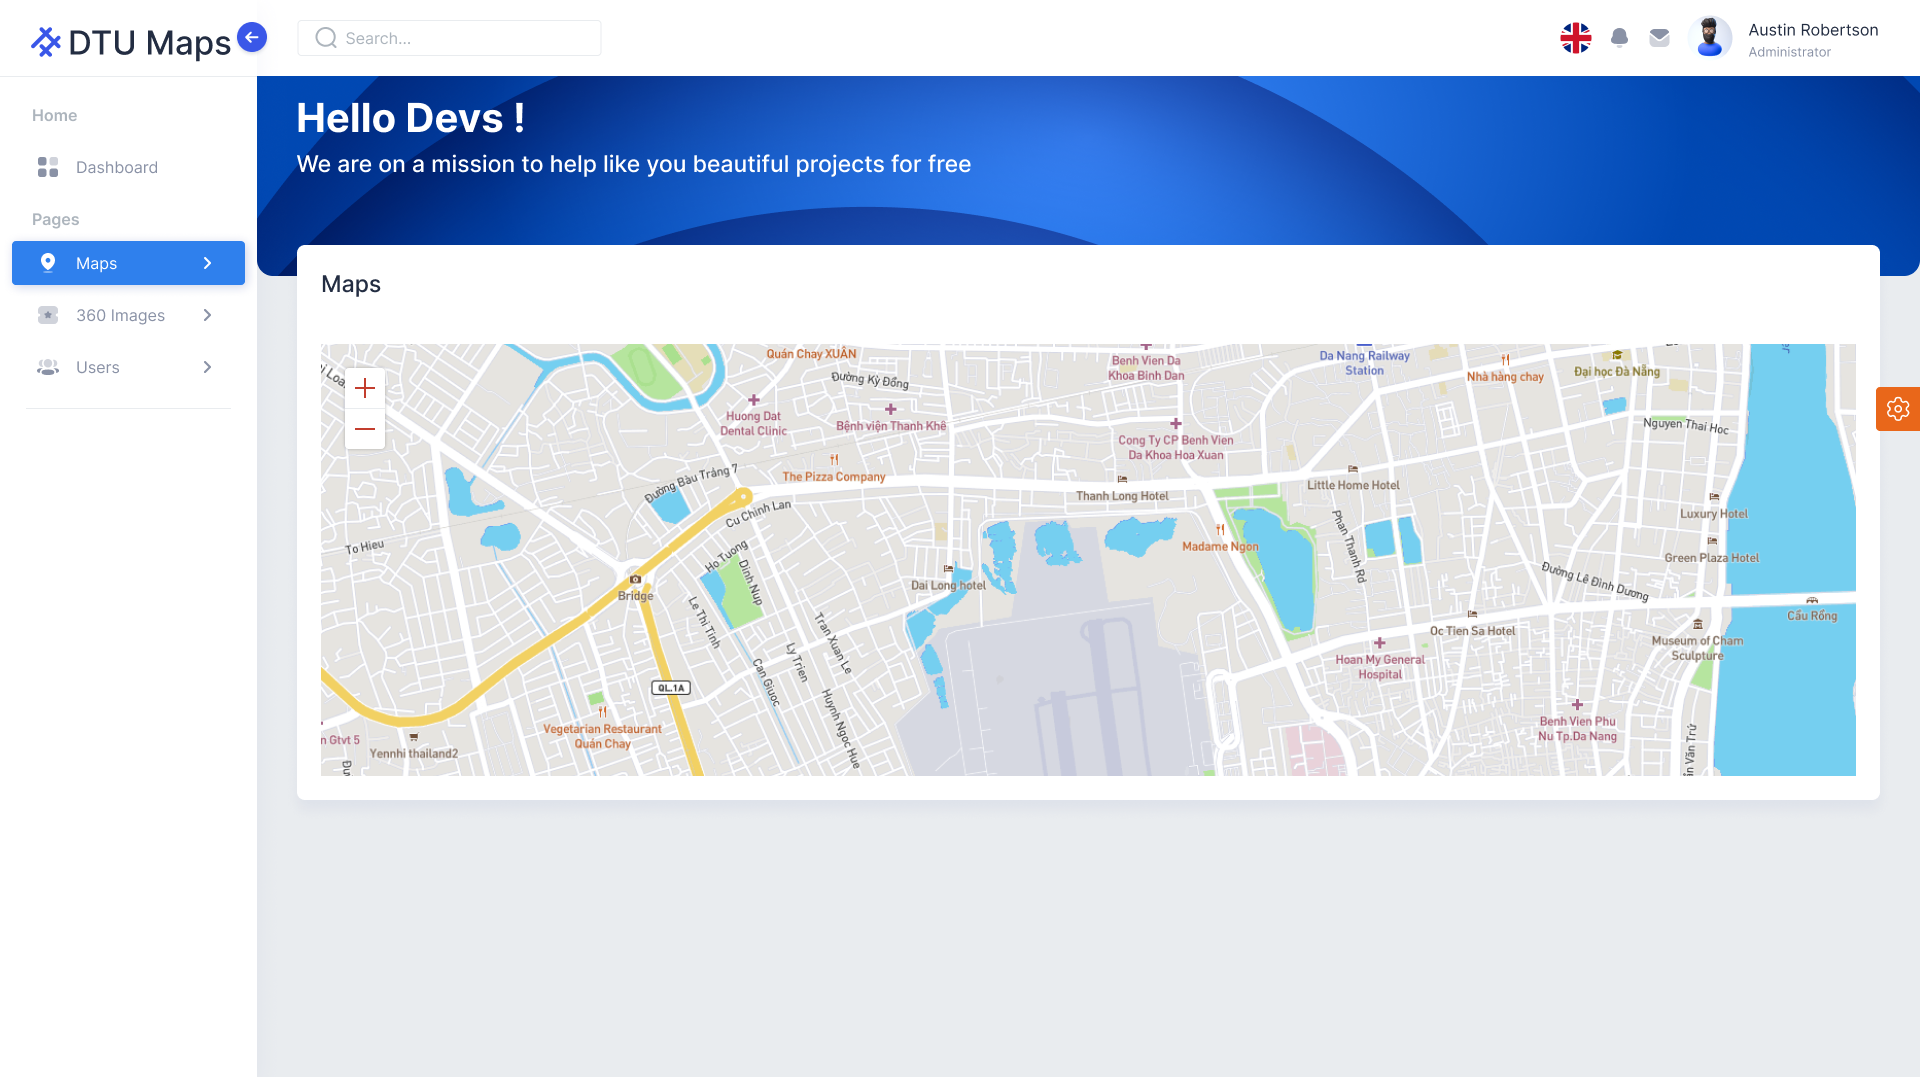 DTU Maps
Search...
Austin Robertson
Administrator
Home
Dashboard
Pages
Maps
360 Images
Users
Hello Devs !
We are on a mission to help like you beautiful projects for free
Maps
Quán Chay XUÂN
Đường Kỳ Đồng
Benh Vien Da
Khoa Binh Dan
Da Nang Railway
Station
Nhà hàng chay
Đại học Đà Nẵng
Huong Dat
Dental Clinic
Bệnh viện Thanh Khê
Cong Ty CP Benh Vien
Da Khoa Hoa Xuan
Nguyen Thai Hoc
Đường Bàu Trảng 7
The Pizza Company
Thanh Long Hotel
Little Home Hotel
Cu Chinh Lan
Luxury Hotel
To Hieu
Ho Tuong
Madame Ngon
Phan Thanh Rd
Green Plaza Hotel
Dinh Nup
Dai Long hotel
Đường Lê Đình Dương
Bridge
Le Thi Tinh
Tran Xuan Le
Oc Tien Sa Hotel
Cầu Rồng
Museum of Cham
Sculpture
Ly Trien
Can Giuoc
Hoan My General
Hospital
QL.1A
Huynh Ngoc Hue
Vegetarian Restaurant
Quán Chay
Benh Vien Phu
Nu Tp.Da Nang
n Gtvt 5
Yennhi thailand2
Văn Trứ